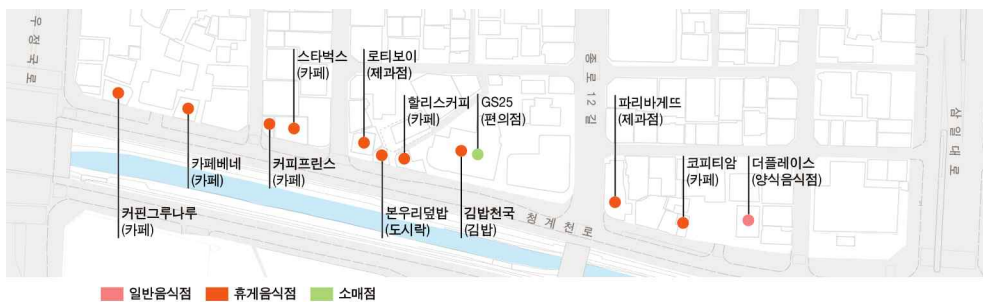 우정국로
스타벅스
(카페)
로티보이
(제과점)
할리스커피
(카페)
GS25
(편의점)
종로 12길
파리바게뜨
(제과점)
삼일대로
카페베네
(카페)
커피프린스
(카페)
코피티암
(카페)
더플레이스
(양식음식점)
커핀그루나루
(카페)
본우리덮밥
(도시락)
김밥천국
(김밥)
청계천로
일반음식점
휴게음식점
소매점